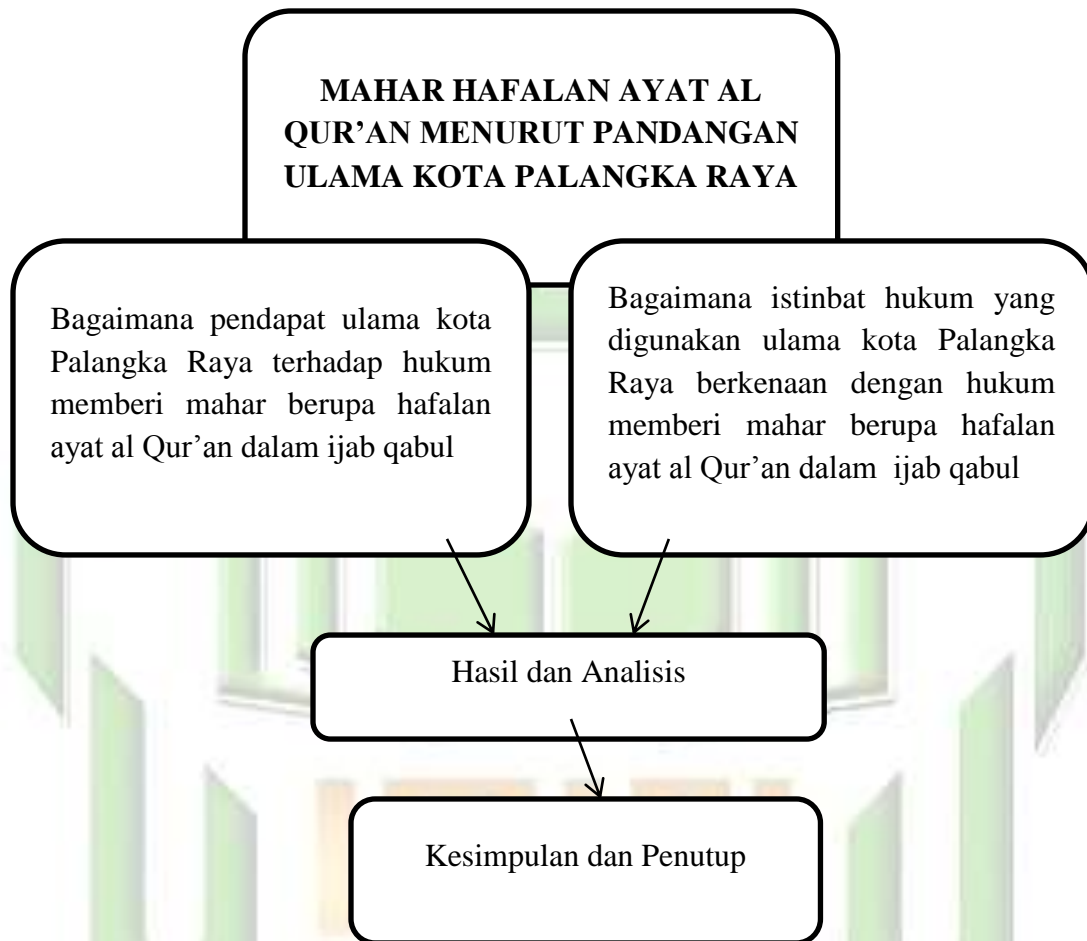 MAHAR HAFALAN AYAT AL
QUR’AN MENURUT PANDANGAN
ULAMA KOTA PALANGKA RAYA
Bagaimana pendapat ulama kota
Palangka Raya terhadap hukum
memberi mahar berupa hafalan
ayat al Qur’an dalam ijab qabul
Bagaimana istinbat hukum yang
digunakan ulama kota Palangka
Raya berkenaan dengan hukum
memberi mahar berupa hafalan
ayat al Qur’an dalam ijab qabul
Hasil dan Analisis
Kesimpulan dan Penutup